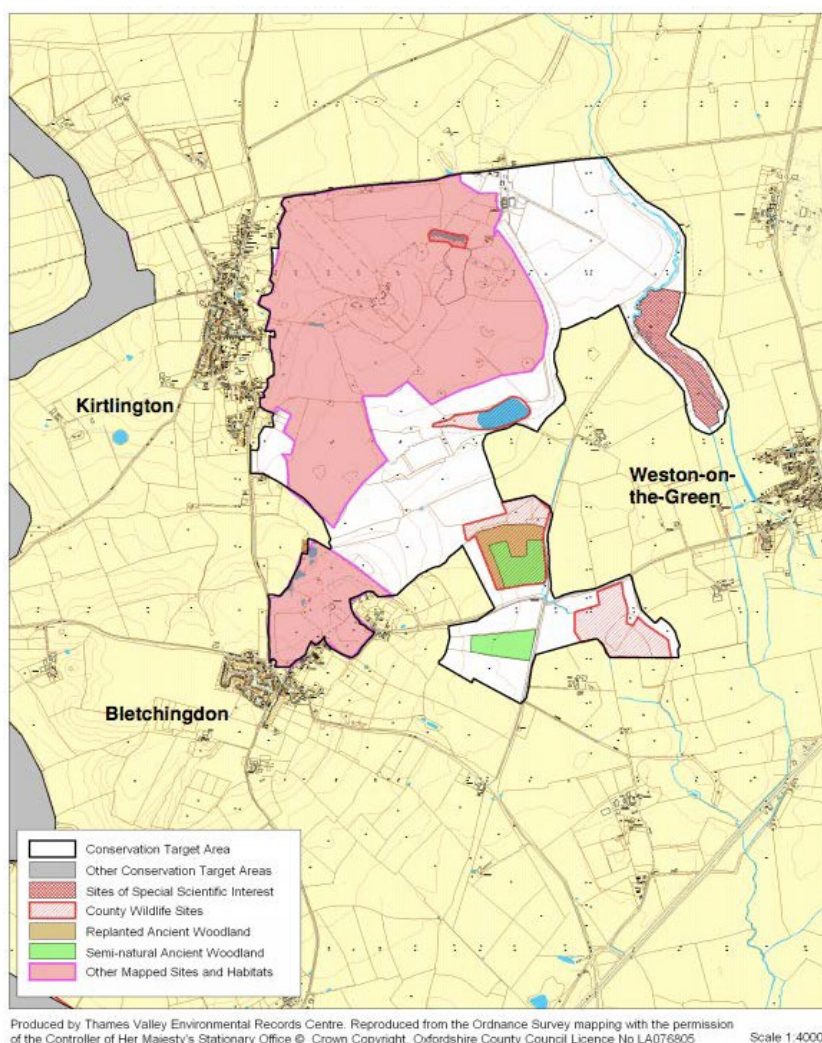 Kirtlington
Weston-on-
the-Green
Bletchingdon
Conservation Target Area
Other Conservation Target Areas
Sites of Special Scientific Interest
County Wildlife Sites
Replanted Ancient Woodland
Semi-natural Ancient Woodland
Other Mapped Sites and Habitats
Produced by Thames Valley Environmental Records Centre. Reproduced from the Ordnance Survey mapping with the permission
of the Controller of Her Majesty's Stationary Office © Crown Copyright. Oxfordshire County Council Licence No LA076805
Scale 1:4000